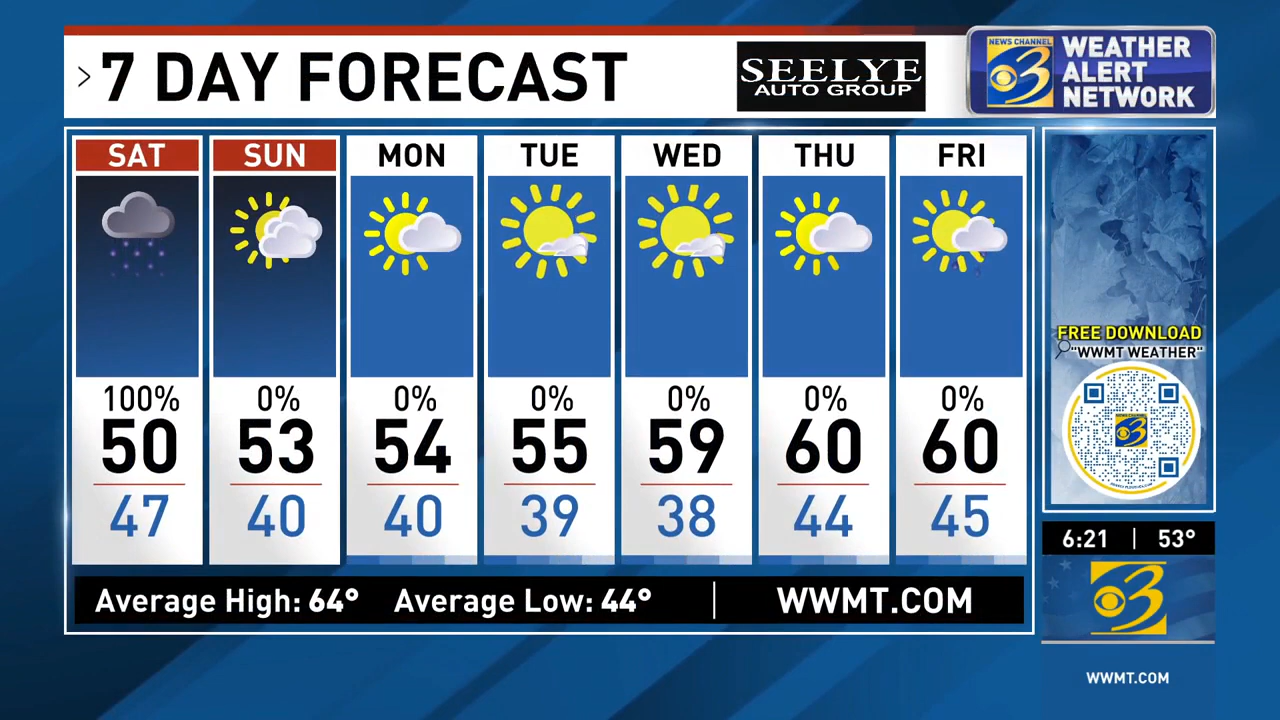 > 7 DAY FORECAST
SEELYE
AUTO GROUP
NEWS CHANNEL
3
WEATHER
ALERT
NETWORK
SAT SUN MON TUE WED THU FRI
100% 0% 0% 0% 0% 0% 0%
50 53 54 55 59 60 60
47 40 40 39 38 44 45
Average High: 64° Average Low: 44° | WWMT.COM
FREE DOWNLOAD
"WWMT WEATHER"
3
6:21 | 53°
3
WWMT.COM